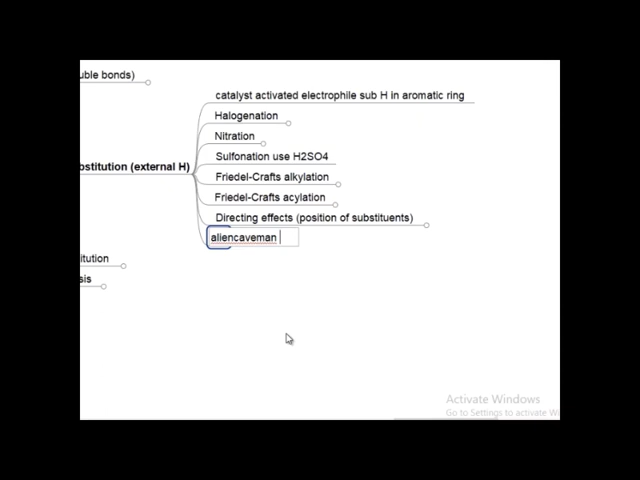 uble bonds)
catalyst activated electrophile sub H in aromatic ring
Halogenation
Nitration
bstitution (external H)
Sulfonation use H2SO4
Friedel-Crafts alkylation
Friedel-Crafts acylation
Directing effects (position of substituents)
aliencaveman
itution
sis
Activate Windows
Go to Settings to activate Wi